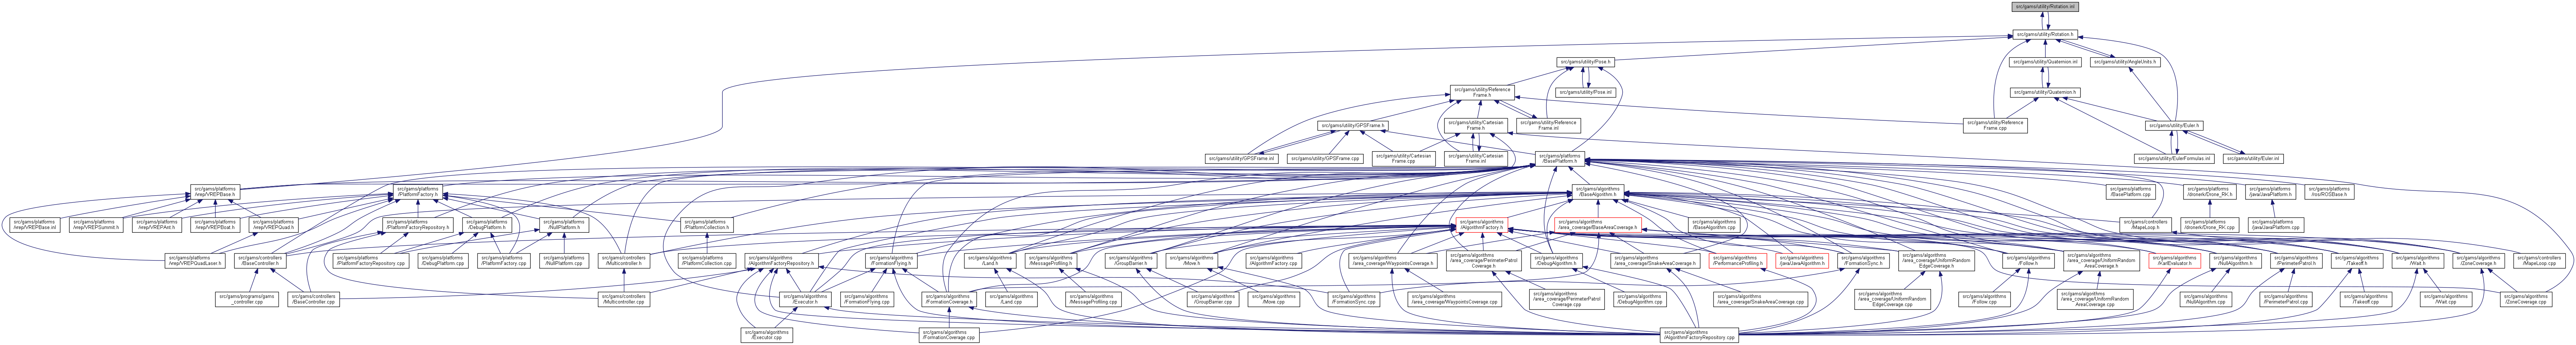 src/gams/utility/Rotation.inl
src/gams/utility/Rotation.h
src/gams/utility/Pose.h
src/gams/utility/Quaternion.inl
src/gams/utility/AngleUnits.h
src/gams/utility/Reference
Frame.h
src/gams/utility/Pose.inl
src/gams/utility/Quaternion.h
src/gams/utility/GPSFrame.h
src/gams/utility/Cartesian
Frame.h
src/gams/utility/Reference
Frame.inl
src/gams/utility/Reference
Frame.cpp
src/gams/utility/Euler.h
src/gams/utility/GPSFrame.inl
src/gams/utility/GPSFrame.cpp
src/gams/utility/Cartesian
Frame.cpp
src/gams/utility/Cartesian
Frame.inl
src/gams/platforms
/BasePlatform.h
src/gams/utility/EulerFormulas.inl
src/gams/utility/Euler.inl
src/gams/platforms
/vrep/VREPBase.h
src/gams/platforms
/PlatformFactory.h
src/gams/algorithms
/BaseAlgorithm.h
src/gams/platforms
/BasePlatform.cpp
src/gams/platforms
/dronerk/Drone_RK.h
src/gams/platforms
/java/JavaPlatform.h
src/gams/platforms
/ros/ROSBase.h
src/gams/platforms
/vrep/VREPBase.inl
src/gams/platforms
/vrep/VREPSummit.h
src/gams/platforms
/vrep/VREPAnt.h
src/gams/platforms
/vrep/VREPBoat.h
src/gams/platforms
/vrep/VREPQuad.h
src/gams/platforms
/PlatformFactoryRepository.h
src/gams/platforms
/DebugPlatform.h
src/gams/platforms
/NullPlatform.h
src/gams/platforms
/PlatformCollection.h
src/gams/algorithms
/AlgorithmFactory.h
src/gams/algorithms
/area_coverage/BaseAreaCoverage.h
src/gams/algorithms
/BaseAlgorithm.cpp
src/gams/controllers
/MapeLoop.h
src/gams/platforms
/dronerk/Drone_RK.cpp
src/gams/platforms
/java/JavaPlatform.cpp
src/gams/platforms
/vrep/VREPQuadLaser.h
src/gams/controllers
/BaseController.h
src/gams/platforms
/PlatformFactoryRepository.cpp
src/gams/platforms
/DebugPlatform.cpp
src/gams/platforms
/PlatformFactory.cpp
src/gams/platforms
/NullPlatform.cpp
src/gams/controllers
/Multicontroller.h
src/gams/platforms
/PlatformCollection.cpp
src/gams/algorithms
/AlgorithmFactoryRepository.h
src/gams/algorithms
/FormationFlying.h
src/gams/algorithms
/Land.h
src/gams/algorithms
/MessageProfiling.h
src/gams/algorithms
/GroupBarrier.h
src/gams/algorithms
/Move.h
src/gams/algorithms
/AlgorithmFactory.cpp
src/gams/algorithms
/area_coverage/WaypointsCoverage.h
src/gams/algorithms
/area_coverage/PerimeterPatrol
Coverage.h
src/gams/algorithms
/DebugAlgorithm.h
src/gams/algorithms
/area_coverage/SnakeAreaCoverage.h
src/gams/algorithms
/PerformanceProfiling.h
src/gams/algorithms
/java/JavaAlgorithm.h
src/gams/algorithms
/FormationSync.h
src/gams/algorithms
/area_coverage/UniformRandom
EdgeCoverage.h
src/gams/algorithms
/Follow.h
src/gams/algorithms
/area_coverage/UniformRandom
AreaCoverage.h
src/gams/algorithms
/KarlEvaluator.h
src/gams/algorithms
/NullAlgorithm.h
src/gams/algorithms
/PerimeterPatrol.h
src/gams/algorithms
/Takeoff.h
src/gams/algorithms
/Wait.h
src/gams/algorithms
/ZoneCoverage.h
src/gams/controllers
/MapeLoop.cpp
src/gams/programs/gams
_controller.cpp
src/gams/controllers
/BaseController.cpp
src/gams/controllers
/Multicontroller.cpp
src/gams/algorithms
/Executor.h
src/gams/algorithms
/FormationFlying.cpp
src/gams/algorithms
/FormationCoverage.h
src/gams/algorithms
/Land.cpp
src/gams/algorithms
/MessageProfiling.cpp
src/gams/algorithms
/GroupBarrier.cpp
src/gams/algorithms
/Move.cpp
src/gams/algorithms
/FormationSync.cpp
src/gams/algorithms
/area_coverage/WaypointsCoverage.cpp
src/gams/algorithms
/area_coverage/PerimeterPatrol
Coverage.cpp
src/gams/algorithms
/DebugAlgorithm.cpp
src/gams/algorithms
/area_coverage/SnakeAreaCoverage.cpp
src/gams/algorithms
/area_coverage/UniformRandom
EdgeCoverage.cpp
src/gams/algorithms
/Follow.cpp
src/gams/algorithms
/area_coverage/UniformRandom
AreaCoverage.cpp
src/gams/algorithms
/NullAlgorithm.cpp
src/gams/algorithms
/PerimeterPatrol.cpp
src/gams/algorithms
/Takeoff.cpp
src/gams/algorithms
/Wait.cpp
src/gams/algorithms
/ZoneCoverage.cpp
src/gams/algorithms
/Executor.cpp
src/gams/algorithms
/FormationCoverage.cpp
src/gams/algorithms
/AlgorithmFactoryRepository.cpp